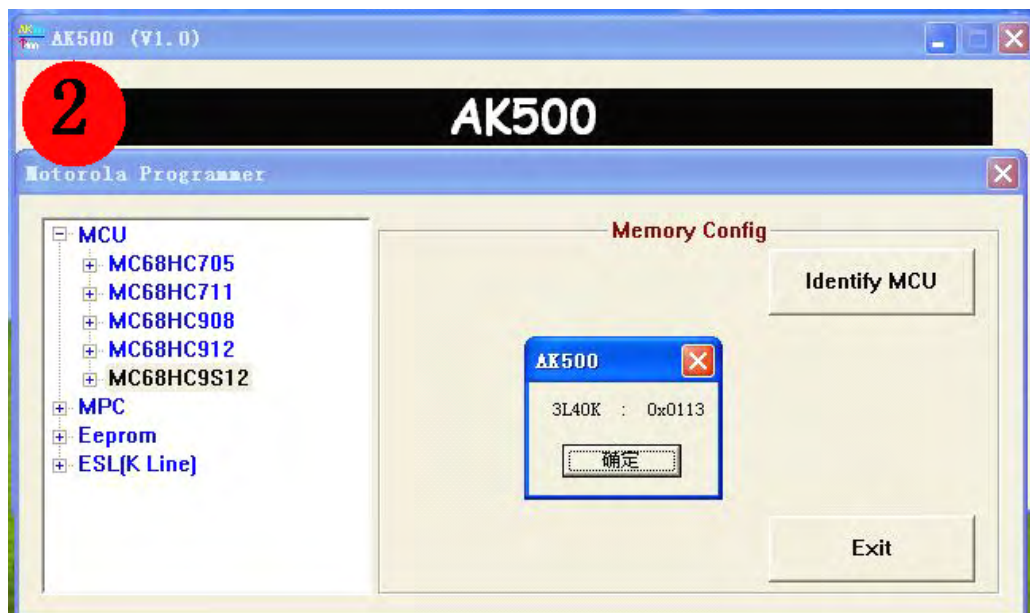 AK500 (V1.0)
2
AK500
Motorola Programmer
MCU
MC68HC705
MC68HC711
MC68HC908
MC68HC912
MC68HC9S12
MPC
Eeprom
ESL(K Line)
Memory Config
Identify MCU
AK500
3L40K : 0x0113
确定
Exit